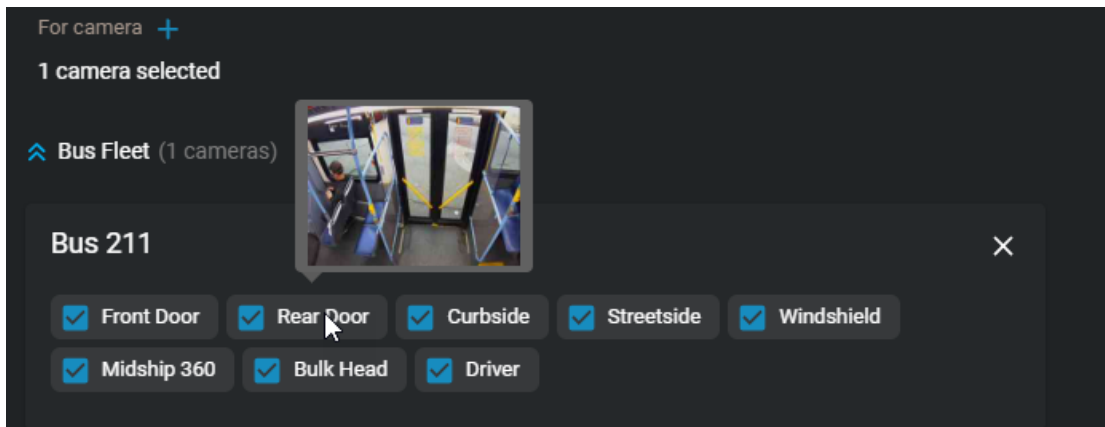 For camera +
1 camera selected
Bus Fleet (1 cameras)
Bus 211
Front Door Rear Door Curbside Streetside Windshield
Midship 360 Bulk Head Driver